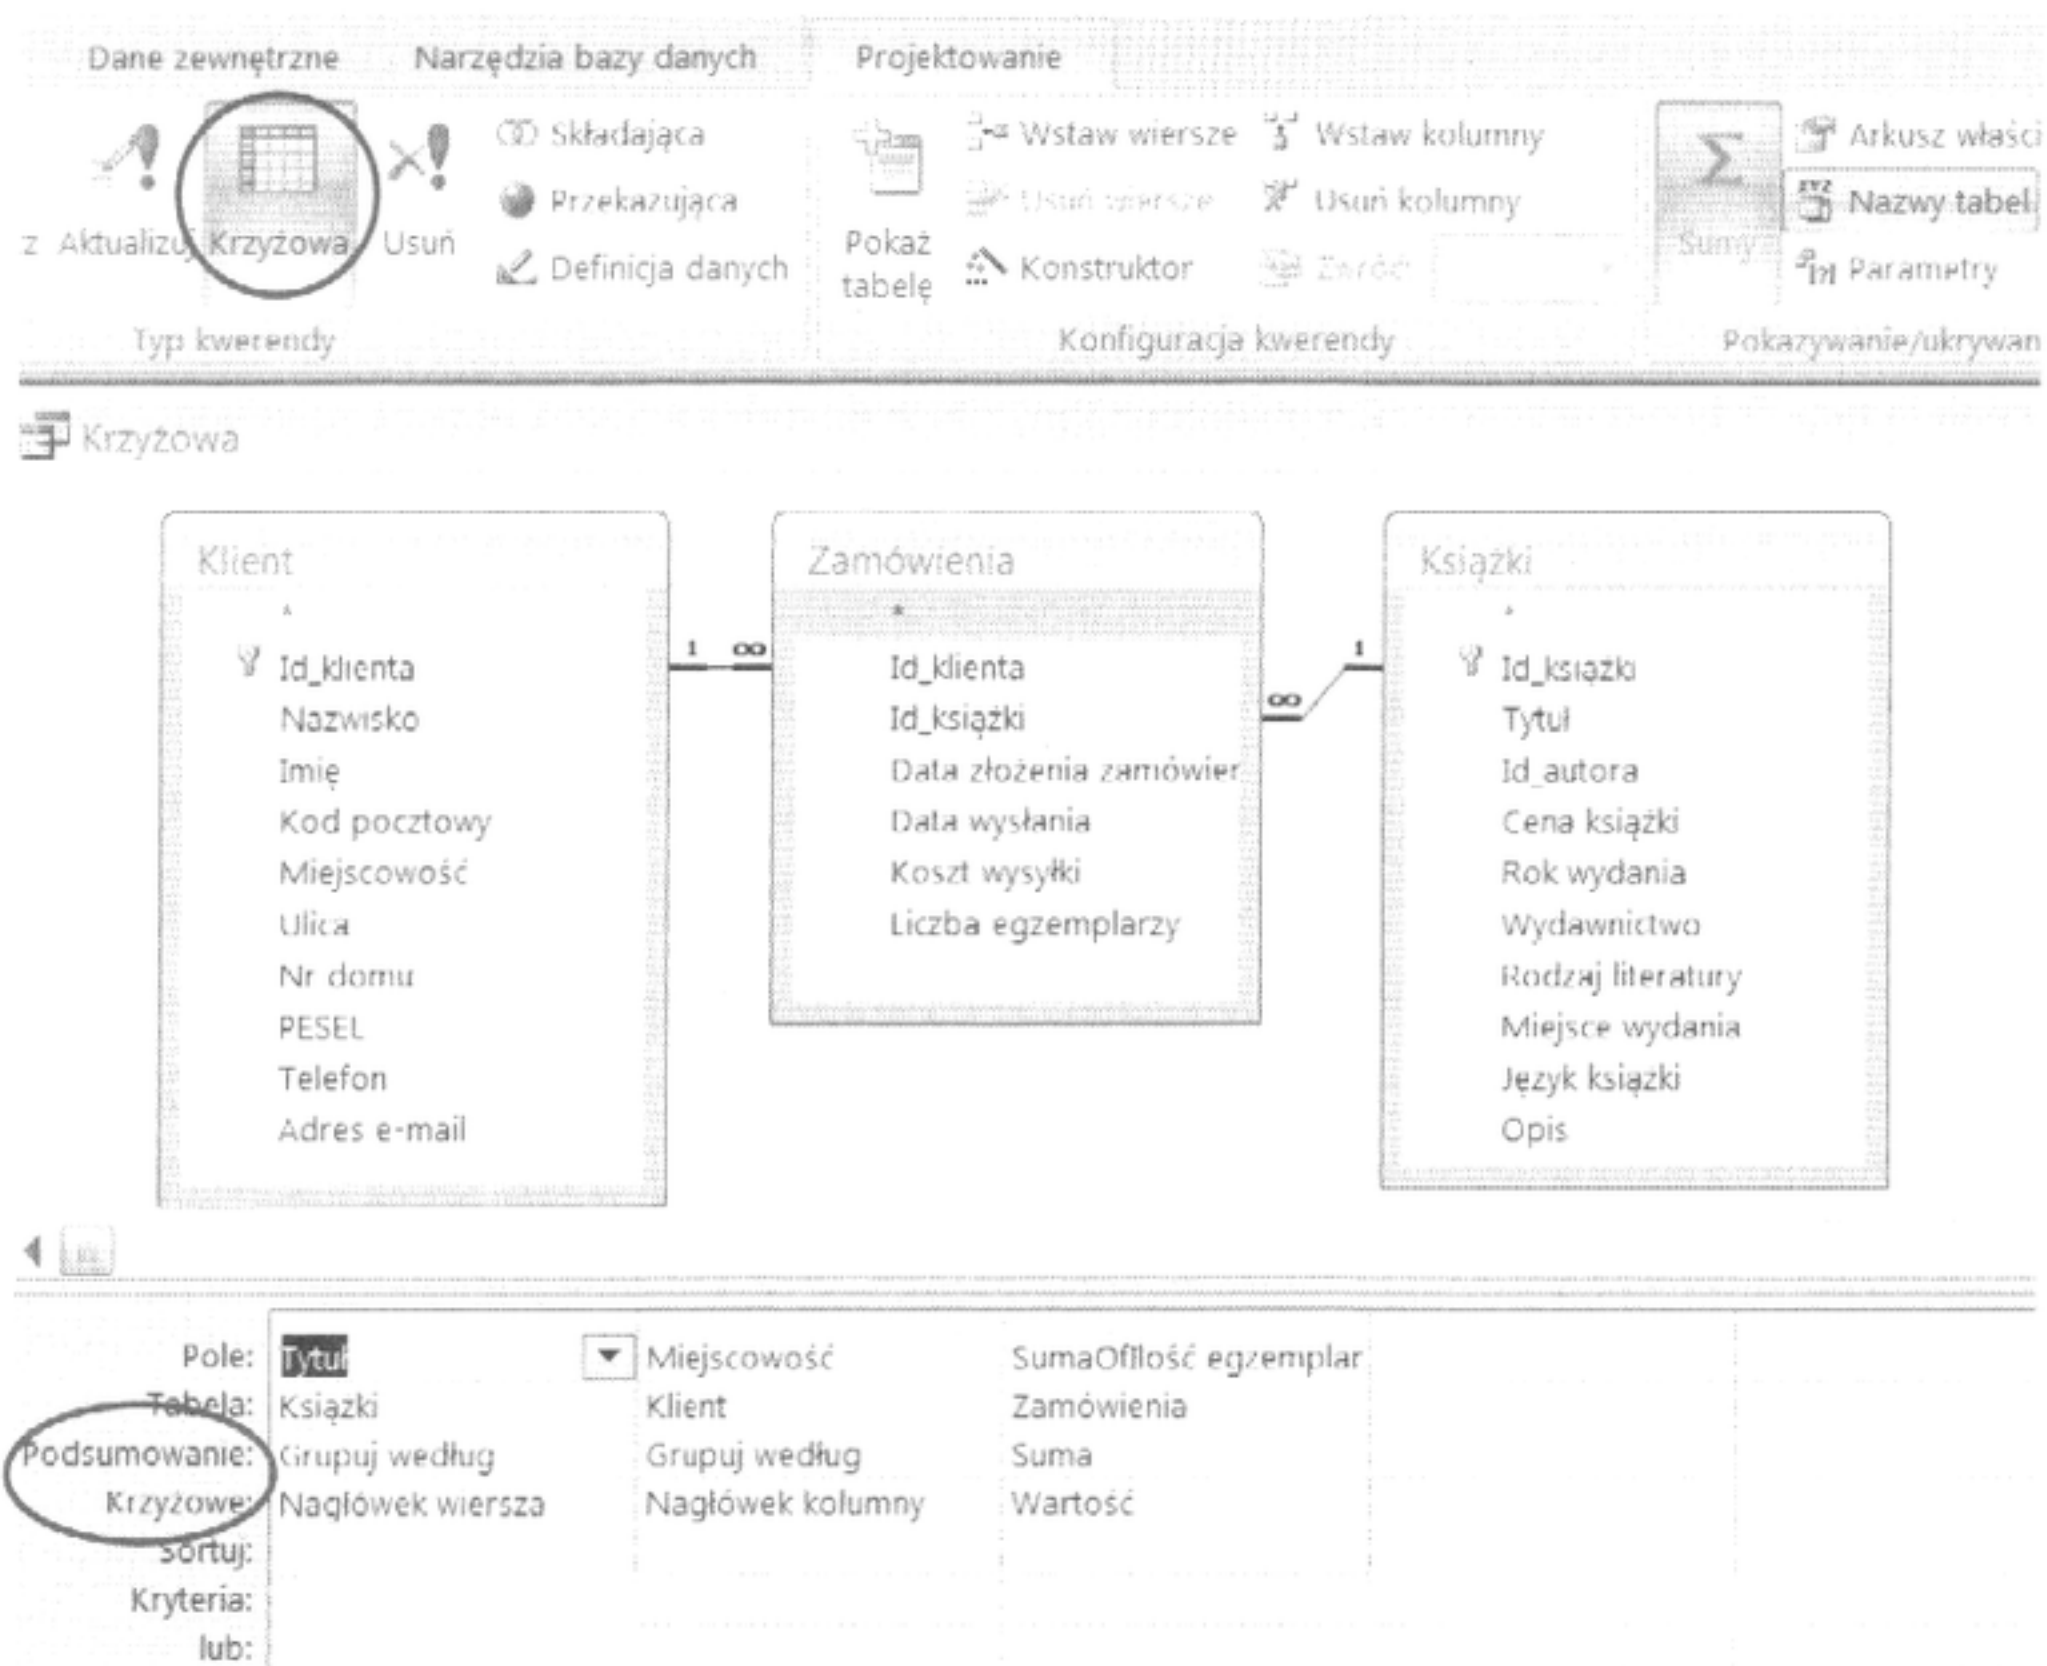 Dane zewnętrzne Narzędzia bazy danych Projektowanie
Składająca Wstaw wiersze Wstaw kolumny Arkusz właści
Przekazująca Usuń wiersze Usuń kolumny Nazwy tabel
z Aktualizuj Krzyżowa Usuń Definicja danych Pokaż tabelę Konstruktor Zwróć: Sumy Parametry
Typ kwerendy Konfiguracja kwerendy Pokazywanie/ukrywan
Krzyżowa
Klient
*
Id_klienta
Nazwisko
Imię
Kod pocztowy
Miejscowość
Ulica
Nr domu
PESEL
Telefon
Adres e-mail
1 ∞
Zamówienia
*
Id_klienta
Id_książki
Data złożenia zamówier
Data wysłania
Koszt wysyłki
Liczba egzemplarzy
∞ 1
Książki
*
Id_książki
Tytuł
Id_autora
Cena książki
Rok wydania
Wydawnictwo
Rodzaj literatury
Miejsce wydania
Język książki
Opis
Pole: Tytuł Miejscowość SumaOfIlość egzemplar
Tabela: Książki Klient Zamówienia
Podsumowanie: Grupuj według Grupuj według Suma
Krzyżowe: Nagłówek wiersza Nagłówek kolumny Wartość
Sortuj:
Kryteria:
lub: